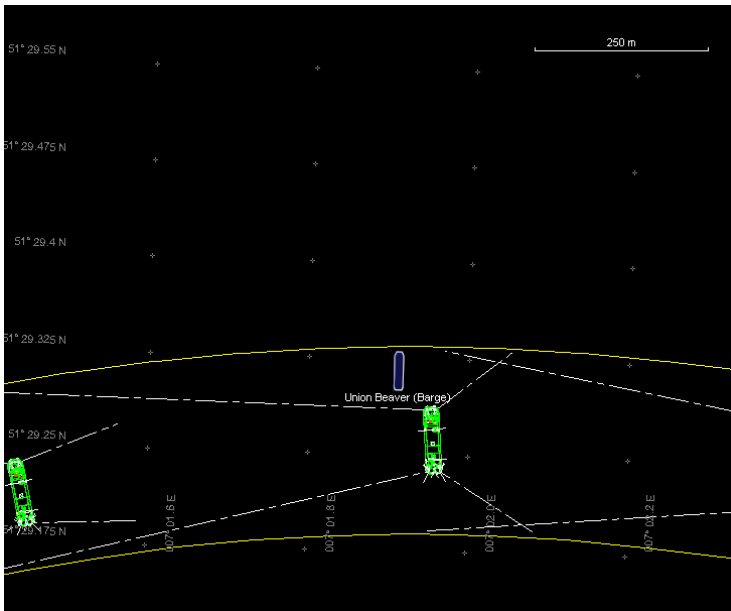 51° 29.55 N
250 m
51° 29.475 N
51° 29.4 N
51° 29.325 N
Union Beaver (Barge)
51° 29.25 N
51° 29.175 N
007° 01.6 E
007° 01.8 E
007° 02.0 E
007° 02.2 E